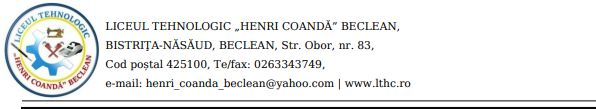 LICEUL TEHNOLOGIC
„HENRI COANDĂ” BECLEAN
LICEUL TEHNOLOGIC „HENRI COANDĂ” BECLEAN,
BISTRIȚA-NĂSĂUD, BECLEAN, Str. Obor, nr. 83,
Cod poștal 425100, Te/fax: 0263343749,
e-mail: henri_coanda_beclean@yahoo.com | www.lthc.ro